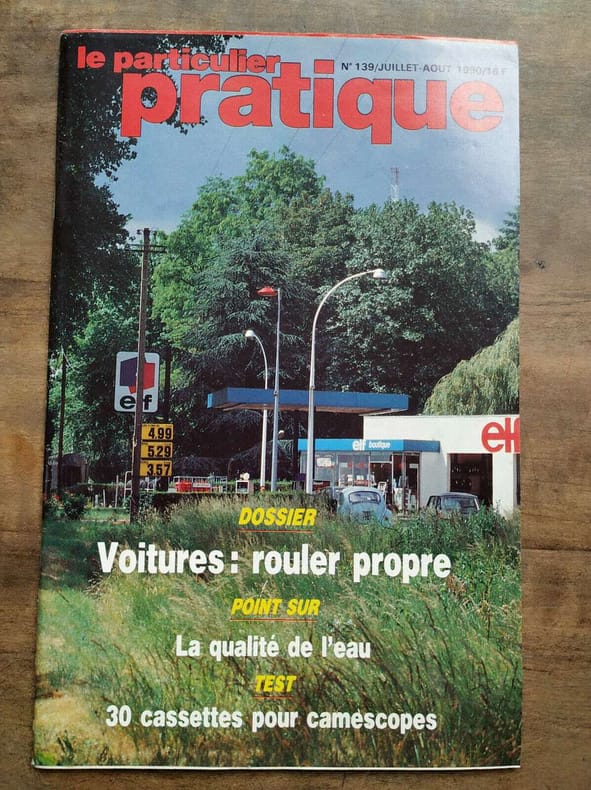 le particulier
pratique
N° 139/JUILLET-AOUT 1990/16 F
elf
4.99
5.29
3.57
elf boutique
elf
DOSSIER
Voitures : rouler propre
POINT SUR
La qualité de l'eau
TEST
30 cassettes pour camescopes